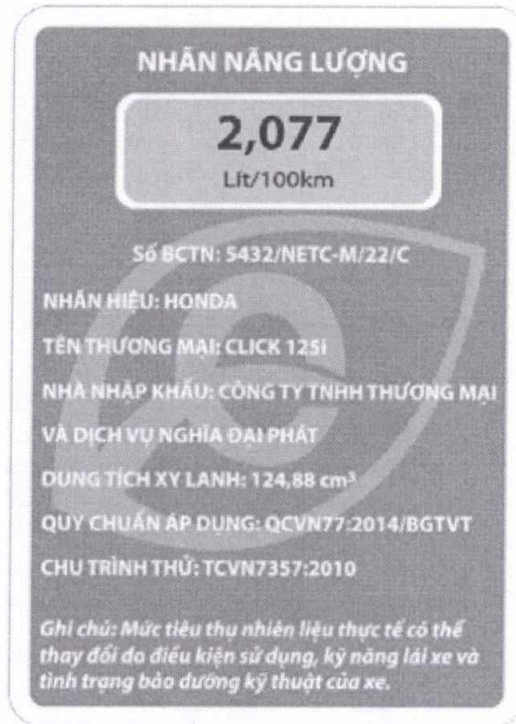 NHÃN NĂNG LƯỢNG
2,077
Lít/100km
Số BCTN: 5432/NETC-M/22/C
NHÃN HIỆU: HONDA
TÊN THƯƠNG MẠI: CLICK 125i
NHÀ NHẬP KHẨU: CÔNG TY TNHH THƯƠNG MẠI
VÀ DỊCH VỤ NGHĨA ĐẠI PHÁT
DUNG TÍCH XY LANH: 124,88 cm³
QUY CHUẨN ÁP DỤNG: QCVN77:2014/BGTVT
CHU TRÌNH THỬ: TCVN7357:2010
Ghi chú: Mức tiêu thụ nhiên liệu thực tế có thể
thay đổi do điều kiện sử dụng, kỹ năng lái xe và
tình trạng bảo dưỡng kỹ thuật của xe.